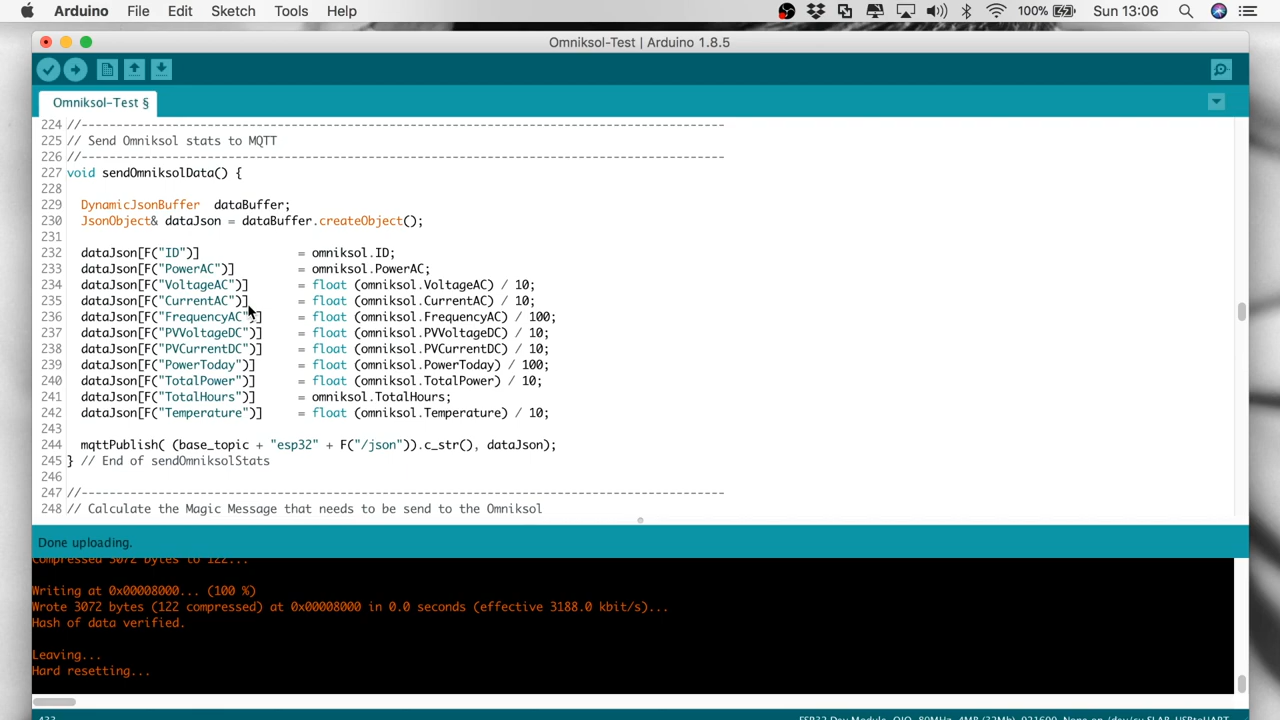 Arduino File Edit Sketch Tools Help 100% Sun 13:06
Omniksol-Test | Arduino 1.8.5
Omniksol-Test §
224 //--------------------------------------------------------------------------------------------
225 // Send Omniksol stats to MQTT
226 //--------------------------------------------------------------------------------------------
227 void sendOmniksolData() {
228
229 DynamicJsonBuffer dataBuffer;
230 JsonObject& dataJson = dataBuffer.createObject();
231
232 dataJson[F("ID")] = omniksol.ID;
233 dataJson[F("PowerAC")] = omniksol.PowerAC;
234 dataJson[F("VoltageAC")] = float (omniksol.VoltageAC) / 10;
235 dataJson[F("CurrentAC")] = float (omniksol.CurrentAC) / 10;
236 dataJson[F("FrequencyAC")] = float (omniksol.FrequencyAC) / 100;
237 dataJson[F("PVVoltageDC")] = float (omniksol.PVVoltageDC) / 10;
238 dataJson[F("PVCurrentDC")] = float (omniksol.PVCurrentDC) / 10;
239 dataJson[F("PowerToday")] = float (omniksol.PowerToday) / 100;
240 dataJson[F("TotalPower")] = float (omniksol.TotalPower) / 10;
241 dataJson[F("TotalHours")] = omniksol.TotalHours;
242 dataJson[F("Temperature")] = float (omniksol.Temperature) / 10;
243
244 mqttPublish( (base_topic + "esp32" + F("/json")).c_str(), dataJson);
245 } // End of sendOmniksolStats
246
247 //--------------------------------------------------------------------------------------------
248 // Calculate the Magic Message that needs to be send to the Omniksol
Done uploading.
Compressed 3072 bytes to 122...
Writing at 0x00008000... (100 %)
Wrote 3072 bytes (122 compressed) at 0x00008000 in 0.0 seconds (effective 3188.0 kbit/s)...
Hash of data verified.
Leaving...
Hard resetting...